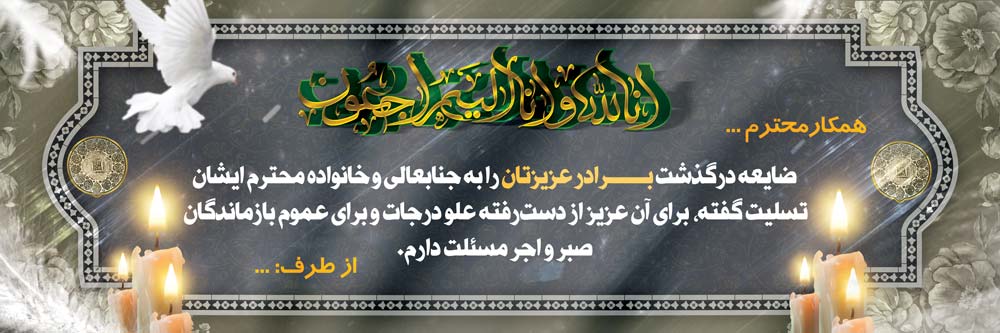 انا لله و انا الیه راجعون
همکار محترم ...
ضایعه درگذشت بـــرادر عزیزتان را به جنابعالی و خانواده محترم ایشان
تسلیت گفته، برای آن عزیز از دست‌رفته علو درجات و برای عموم بازماندگان
صبر و اجر مسئلت دارم.
از طرف: ...